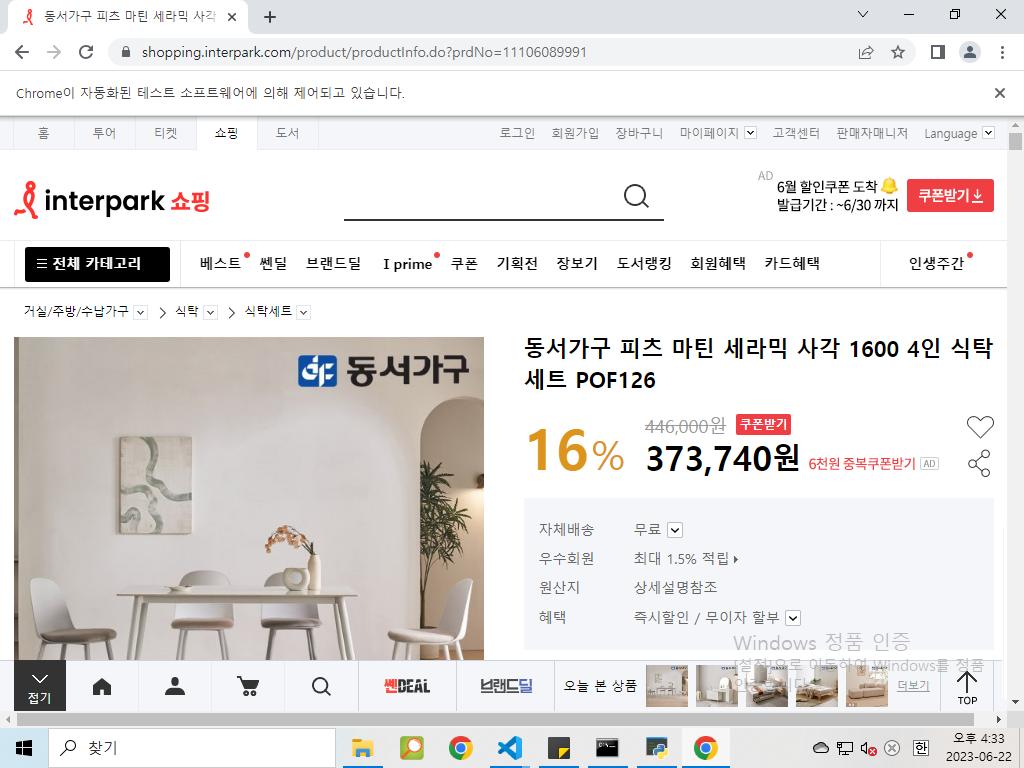 동서가구 피츠 마틴 세라믹 사각
shopping.interpark.com/product/productInfo.do?prdNo=11106089991
Chrome이 자동화된 테스트 소프트웨어에 의해 제어되고 있습니다.
홈 투어 티켓 쇼핑 도서 로그인 회원가입 장바구니 마이페이지 고객센터 판매자매니저 Language
interpark 쇼핑
AD 6월 할인쿠폰 도착
발급기간 : ~6/30 까지
쿠폰받기
전체 카테고리 베스트 쎈딜 브랜드딜 I prime 쿠폰 기획전 장보기 도서랭킹 회원혜택 카드혜택 인생주간
거실/주방/수납가구 식탁 식탁세트
동서가구
동서가구 피츠 마틴 세라믹 사각 1600 4인 식탁
세트 POF126
16%
446,000원 쿠폰받기
373,740원 6천원 중복쿠폰받기 AD
자체배송 무료
우수회원 최대 1.5% 적립
원산지 상세설명참조
혜택 즉시할인 / 무이자 할부
Windows 정품 인증
[설정]으로 이동하여 Windows를 정품
접기
쎈DEAL 브랜드딜 오늘 본 상품 더보기 TOP
찾기
한
오후 4:33
2023-06-22